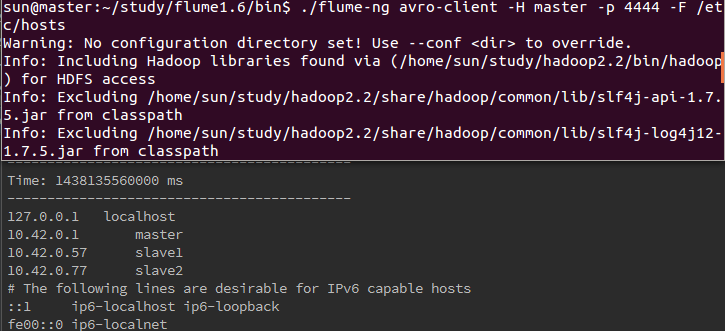 sun@master:~/study/flume1.6/bin$ ./flume-ng avro-client -H master -p 4444 -F /et
c/hosts
Warning: No configuration directory set! Use --conf <dir> to override.
Info: Including Hadoop libraries found via (/home/sun/study/hadoop2.2/bin/hadoop
) for HDFS access
Info: Excluding /home/sun/study/hadoop2.2/share/hadoop/common/lib/slf4j-api-1.7.
5.jar from classpath
Info: Excluding /home/sun/study/hadoop2.2/share/hadoop/common/lib/slf4j-log4j12-
1.7.5.jar from classpath
-------------------------------------------
Time: 1438135560000 ms
-------------------------------------------
127.0.0.1   localhost
10.42.0.1       master
10.42.0.57      slave1
10.42.0.77      slave2
# The following lines are desirable for IPv6 capable hosts
::1     ip6-localhost ip6-loopback
fe00::0 ip6-localnet